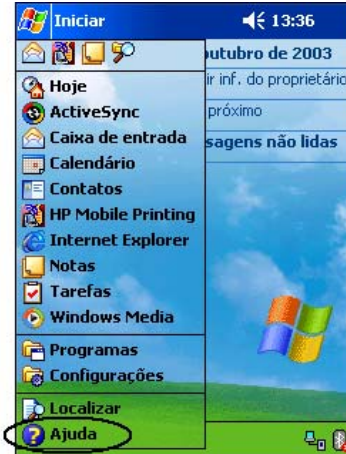 Iniciar 13:36
outubro de 2003
ir inf. do proprietário
Hoje
ActiveSync
próximo
Caixa de entrada
sagens não lidas
Calendário
Contatos
HP Mobile Printing
Internet Explorer
Notas
Tarefas
Windows Media
Programas
Configurações
Localizar
Ajuda